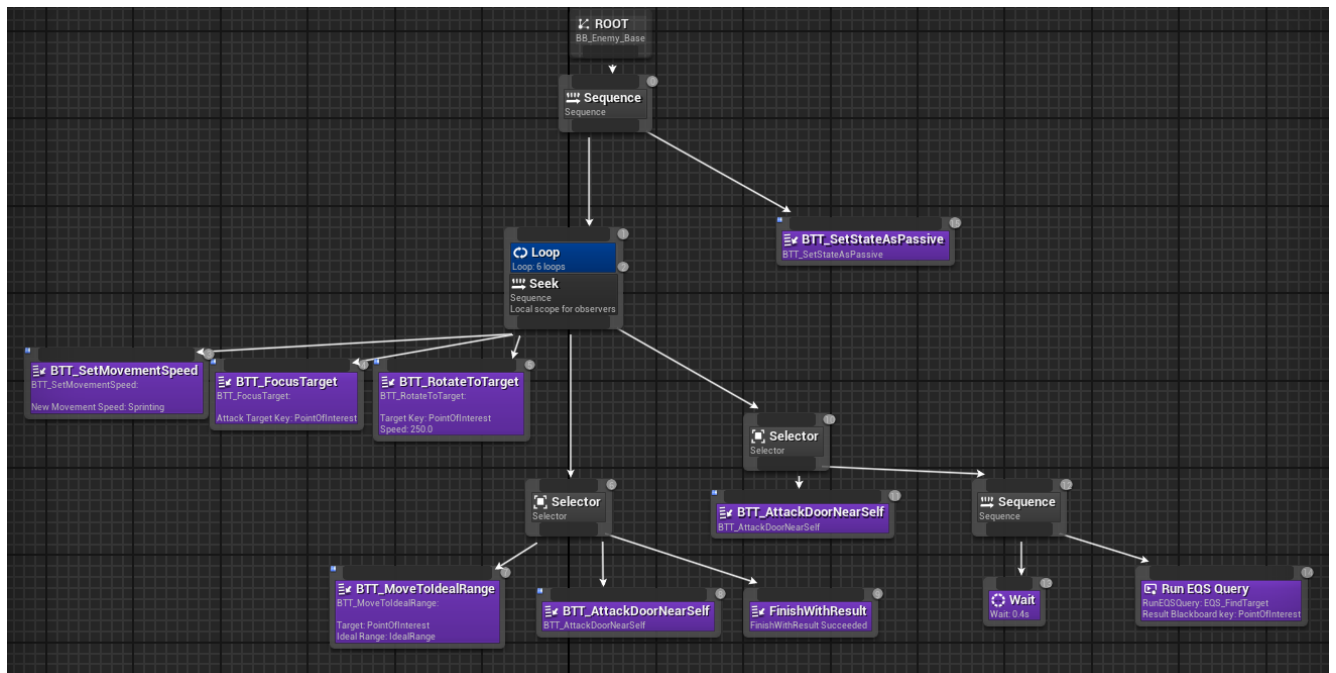 ROOT
BB_Enemy_Base
Sequence
Sequence
BTT_SetStateAsPassive
BTT_SetStateAsPassive
Loop
Loop: 6 loops
Seek
Sequence
Local scope for observers
BTT_SetMovementSpeed
BTT_SetMovementSpeed:
New Movement Speed: Sprinting
BTT_FocusTarget
BTT_FocusTarget:
Attack Target Key: PointOfInterest
BTT_RotateToTarget
BTT_RotateToTarget:
Target Key: PointOfInterest
Speed: 250.0
Selector
Selector
Selector
Selector
BTT_AttackDoorNearSelf
BTT_AttackDoorNearSelf
Sequence
Sequence
BTT_MoveToIdealRange
BTT_MoveToIdealRange:
Target: PointOfInterest
Ideal Range: IdealRange
BTT_AttackDoorNearSelf
BTT_AttackDoorNearSelf
FinishWithResult
FinishWithResult Succeeded
Wait
Wait: 0.4s
Run EQS Query
RunEQSQuery: EQS_FindTarget
Result Blackboard key: PointOfInterest